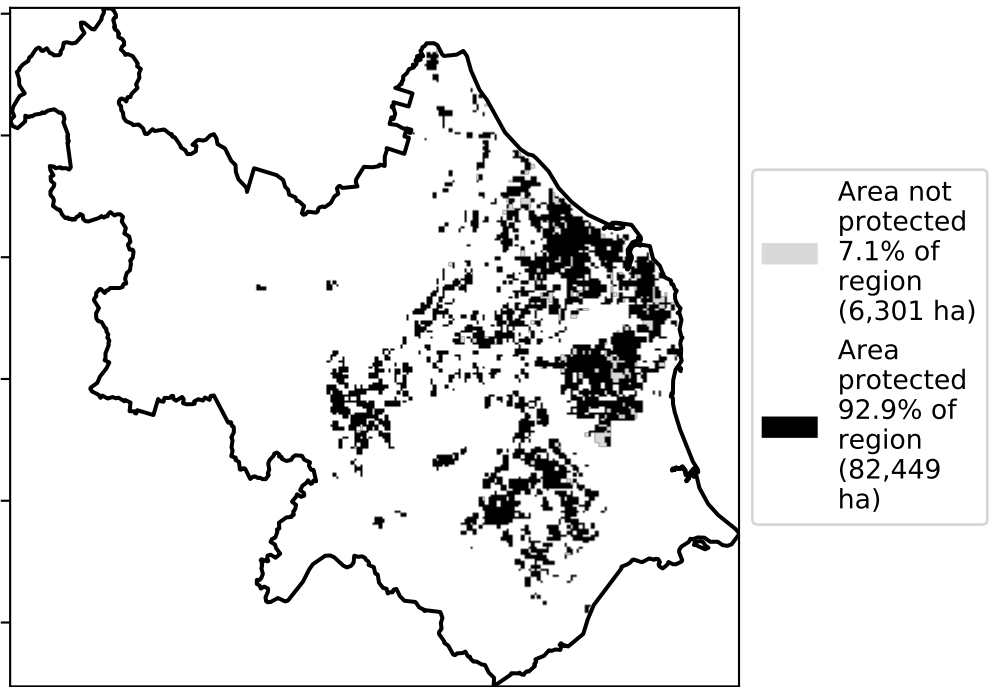 Area not
protected
7.1% of
region
(6,301 ha)
Area
protected
92.9% of
region
(82,449
ha)